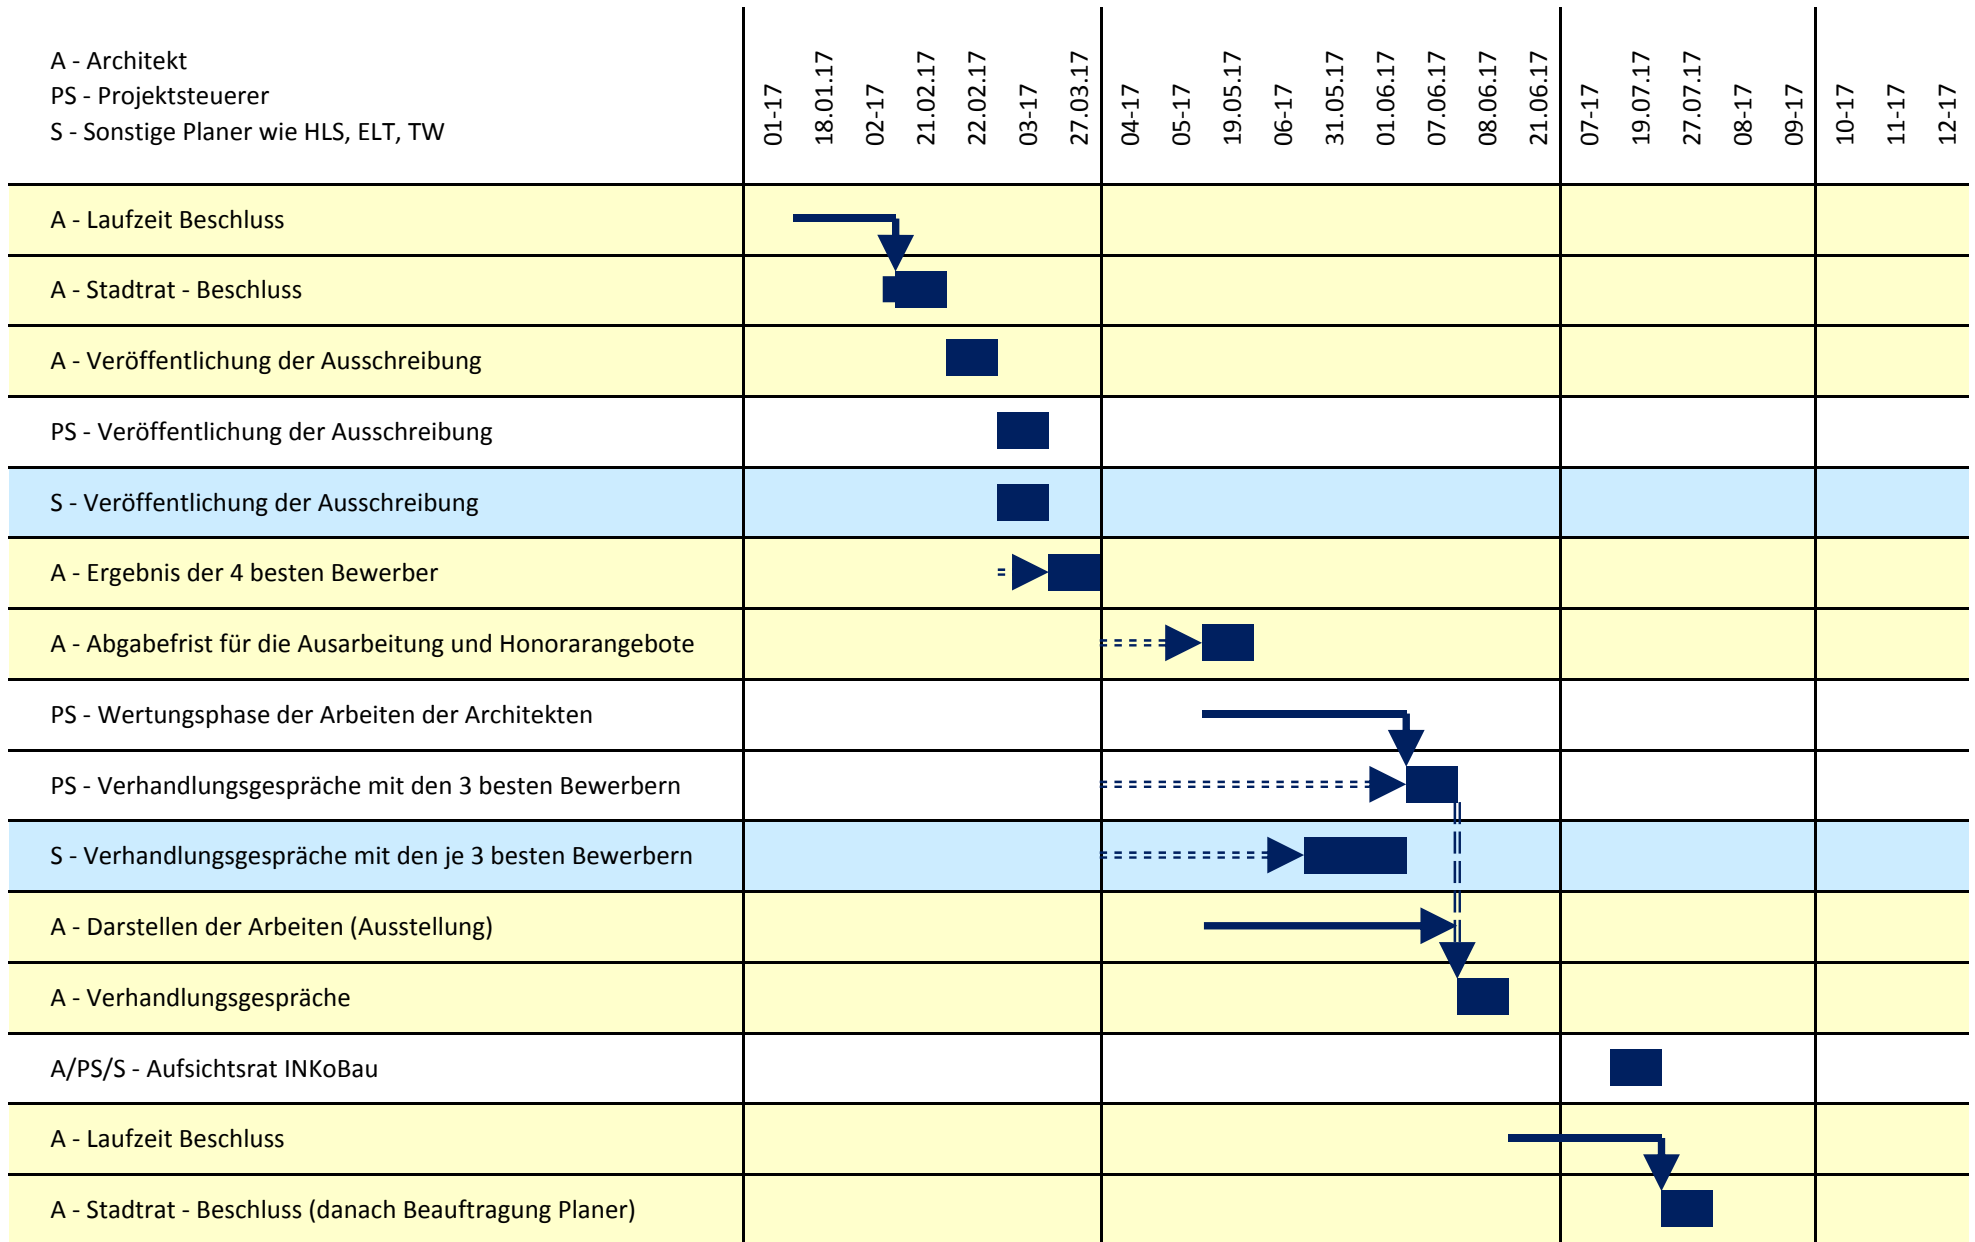 A - Architekt
PS - Projektsteuerer
S - Sonstige Planer wie HLS, ELT, TW
01-17
18.01.17
02-17
21.02.17
22.02.17
03-17
27.03.17
04-17
05-17
19.05.17
06-17
31.05.17
01.06.17
07.06.17
08.06.17
21.06.17
07-17
19.07.17
27.07.17
08-17
09-17
10-17
11-17
12-17
A - Laufzeit Beschluss
A - Stadtrat - Beschluss
A - Veröffentlichung der Ausschreibung
PS - Veröffentlichung der Ausschreibung
S - Veröffentlichung der Ausschreibung
A - Ergebnis der 4 besten Bewerber
A - Abgabefrist für die Ausarbeitung und Honorarangebote
PS - Wertungsphase der Arbeiten der Architekten
PS - Verhandlungsgespräche mit den 3 besten Bewerbern
S - Verhandlungsgespräche mit den je 3 besten Bewerbern
A - Darstellen der Arbeiten (Ausstellung)
A - Verhandlungsgespräche
A/PS/S - Aufsichtsrat INKoBau
A - Laufzeit Beschluss
A - Stadtrat - Beschluss (danach Beauftragung Planer)